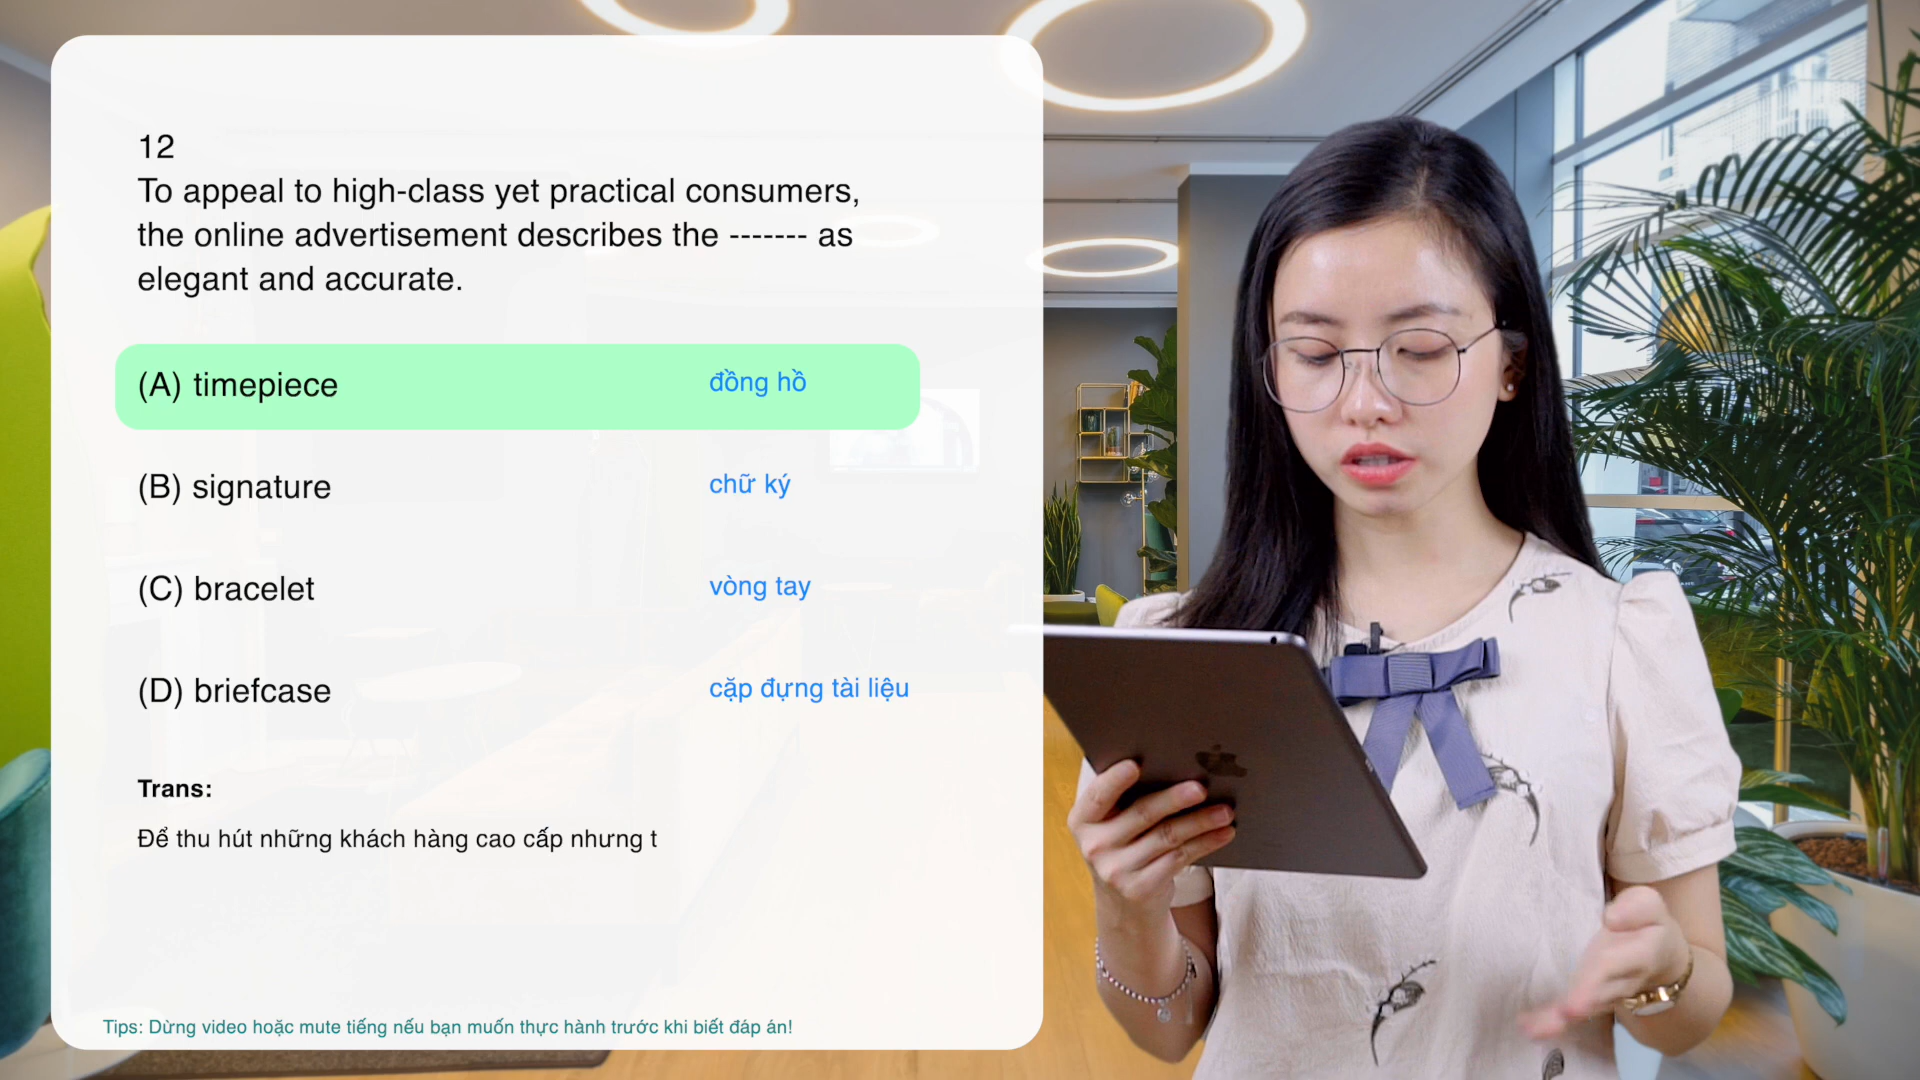 12
To appeal to high-class yet practical consumers,
the online advertisement describes the ------- as
elegant and accurate.
(A) timepiece đồng hồ
(B) signature chữ ký
(C) bracelet vòng tay
(D) briefcase cặp đựng tài liệu
Trans:
Để thu hút những khách hàng cao cấp nhưng t
Tips: Dừng video hoặc mute tiếng nếu bạn muốn thực hành trước khi biết đáp án!